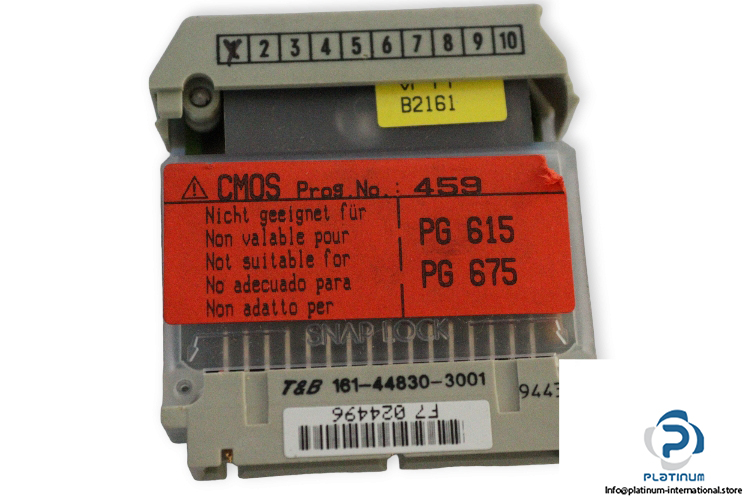 X 2 3 4 5 6 7 8 9 10
B2161
CMOS Prog.No.: 459
Nicht geeignet für
Non valable pour
Not suitable for
No adecuado para
Non adatto per
PG 615
PG 675
SNAP LOCK
T&B 161-44830-3001
F7 024496
PLATINUM
Info@platinum-international.store